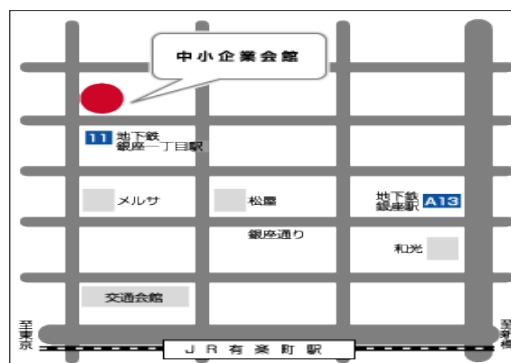 中小企業会館
11 地下鉄
銀座一丁目駅
メルサ
松屋
地下鉄
銀座駅 A13
銀座通り
和光
交通会館
至東京
至新橋
JR有楽町駅